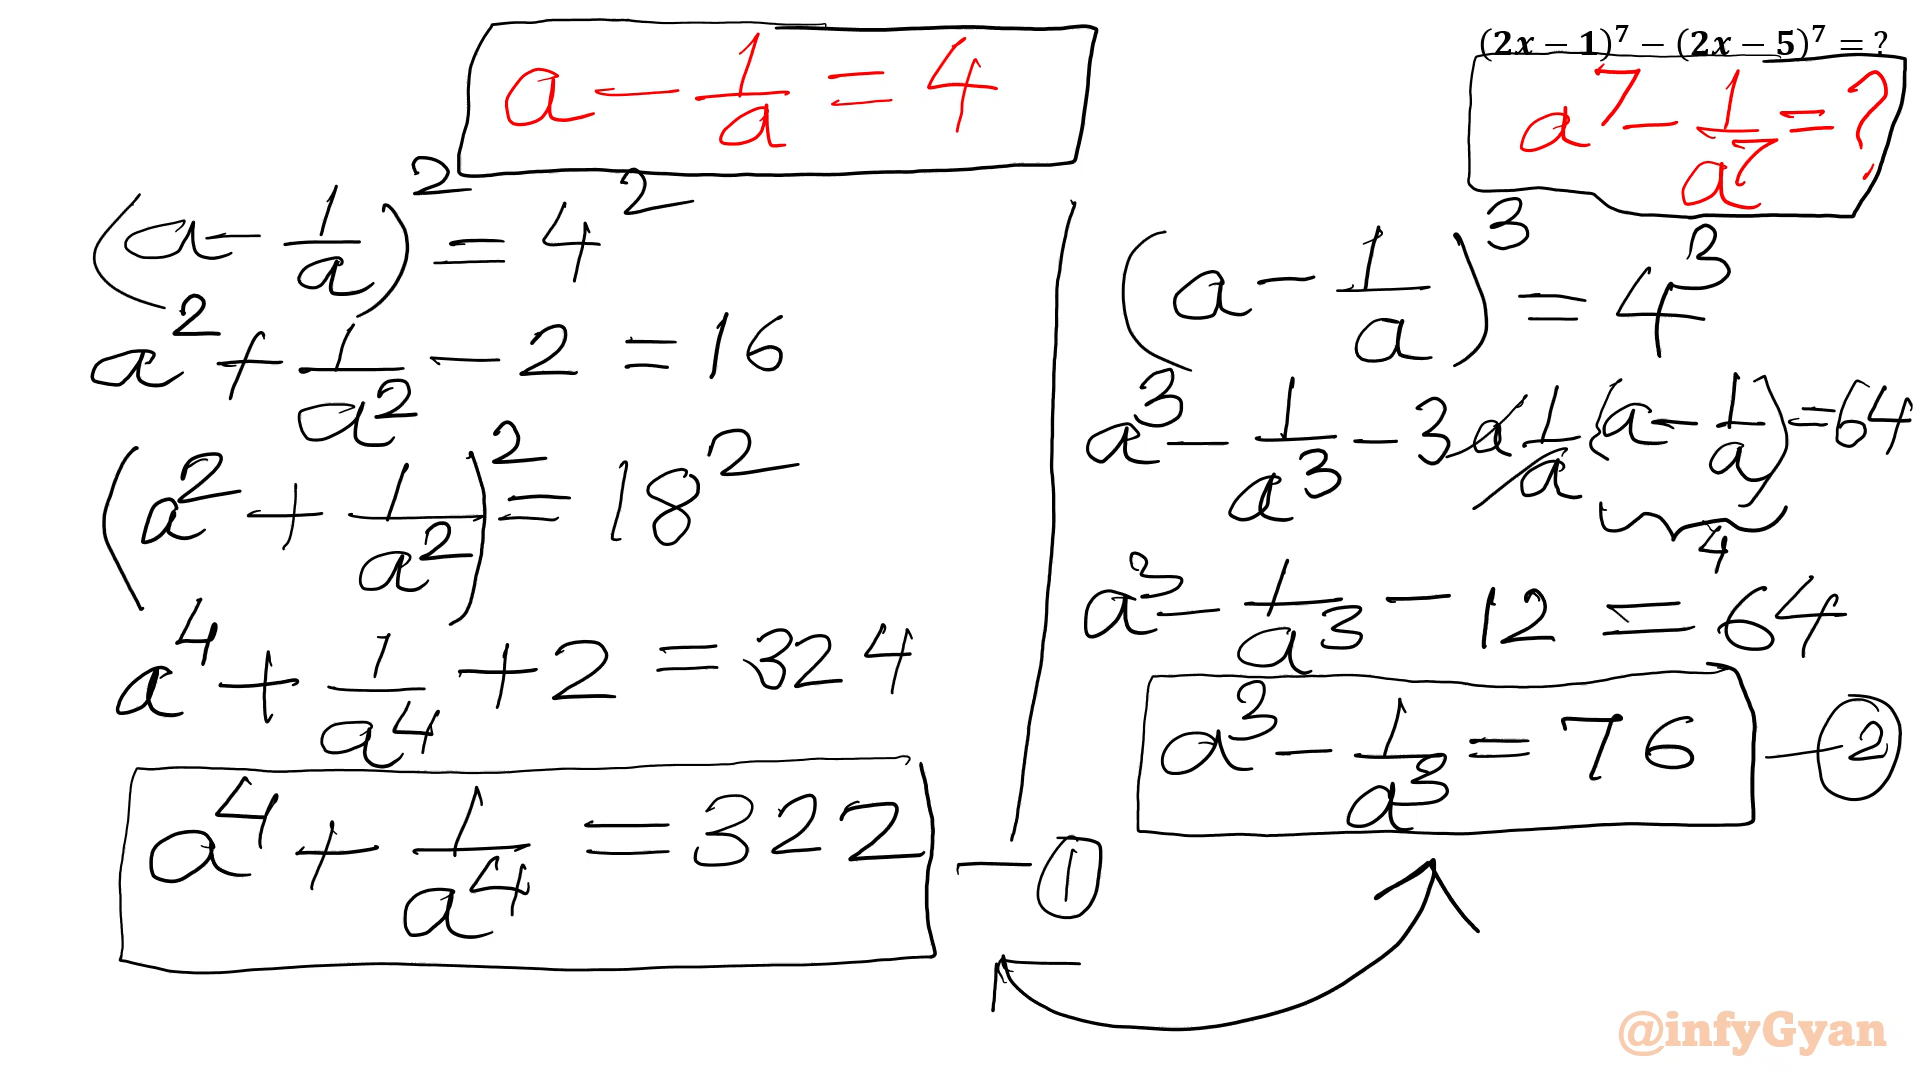 a - 1/a = 4
(2x − 1)⁷ − (2x − 5)⁷ = ?
a⁷ - 1/a⁷ = ?
(a - 1/a)² = 4²
a² + 1/a² - 2 = 16
(a² + 1/a²)² = 18²
a⁴ + 1/a⁴ + 2 = 324
a⁴ + 1/a⁴ = 322 - ①
(a - 1/a)³ = 4³
a³ - 1/a³ - 3a 1/a (a - 1/a) = 64
4
a³ - 1/a³ - 12 = 64
a³ - 1/a³ = 76 - ②
@infyGyan